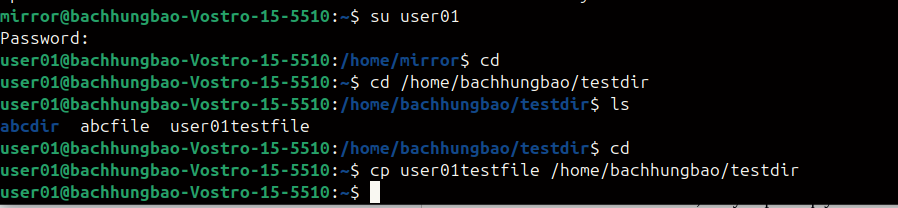 mirror@bachhungbao-Vostro-15-5510:~$ su user01
Password:
user01@bachhungbao-Vostro-15-5510:/home/mirror$ cd
user01@bachhungbao-Vostro-15-5510:~$ cd /home/bachhungbao/testdir
user01@bachhungbao-Vostro-15-5510:/home/bachhungbao/testdir$ ls
abcdir  abcfile  user01testfile
user01@bachhungbao-Vostro-15-5510:/home/bachhungbao/testdir$ cd
user01@bachhungbao-Vostro-15-5510:~$ cp user01testfile /home/bachhungbao/testdir
user01@bachhungbao-Vostro-15-5510:~$